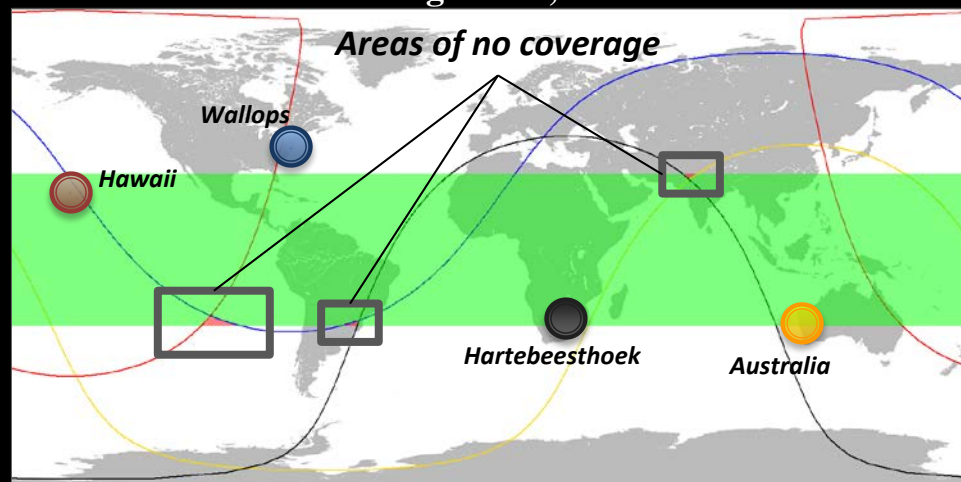 Areas of no coverage
Wallops
Hawaii
Hartebeesthoek
Australia